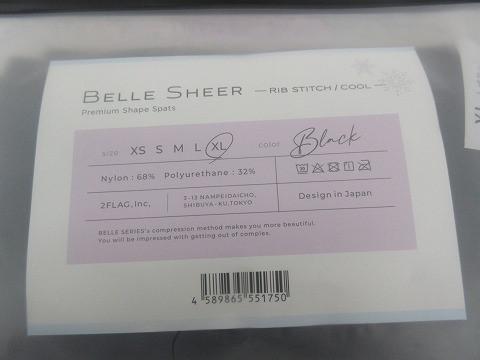 BELLE SHEER — RIB STITCH / COOL —
Premium Shape Spats
size XS S M L XL color Black
Nylon : 68% Polyurethane : 32%
2FLAG, Inc, 3-13 NAMPEIDAICHO,
SHIBUYA-KU, TOKYO
Design in Japan
BELLE SERIES's compression method makes you more beautiful.
You will be impressed with getting out of complex.
4 589865 551750